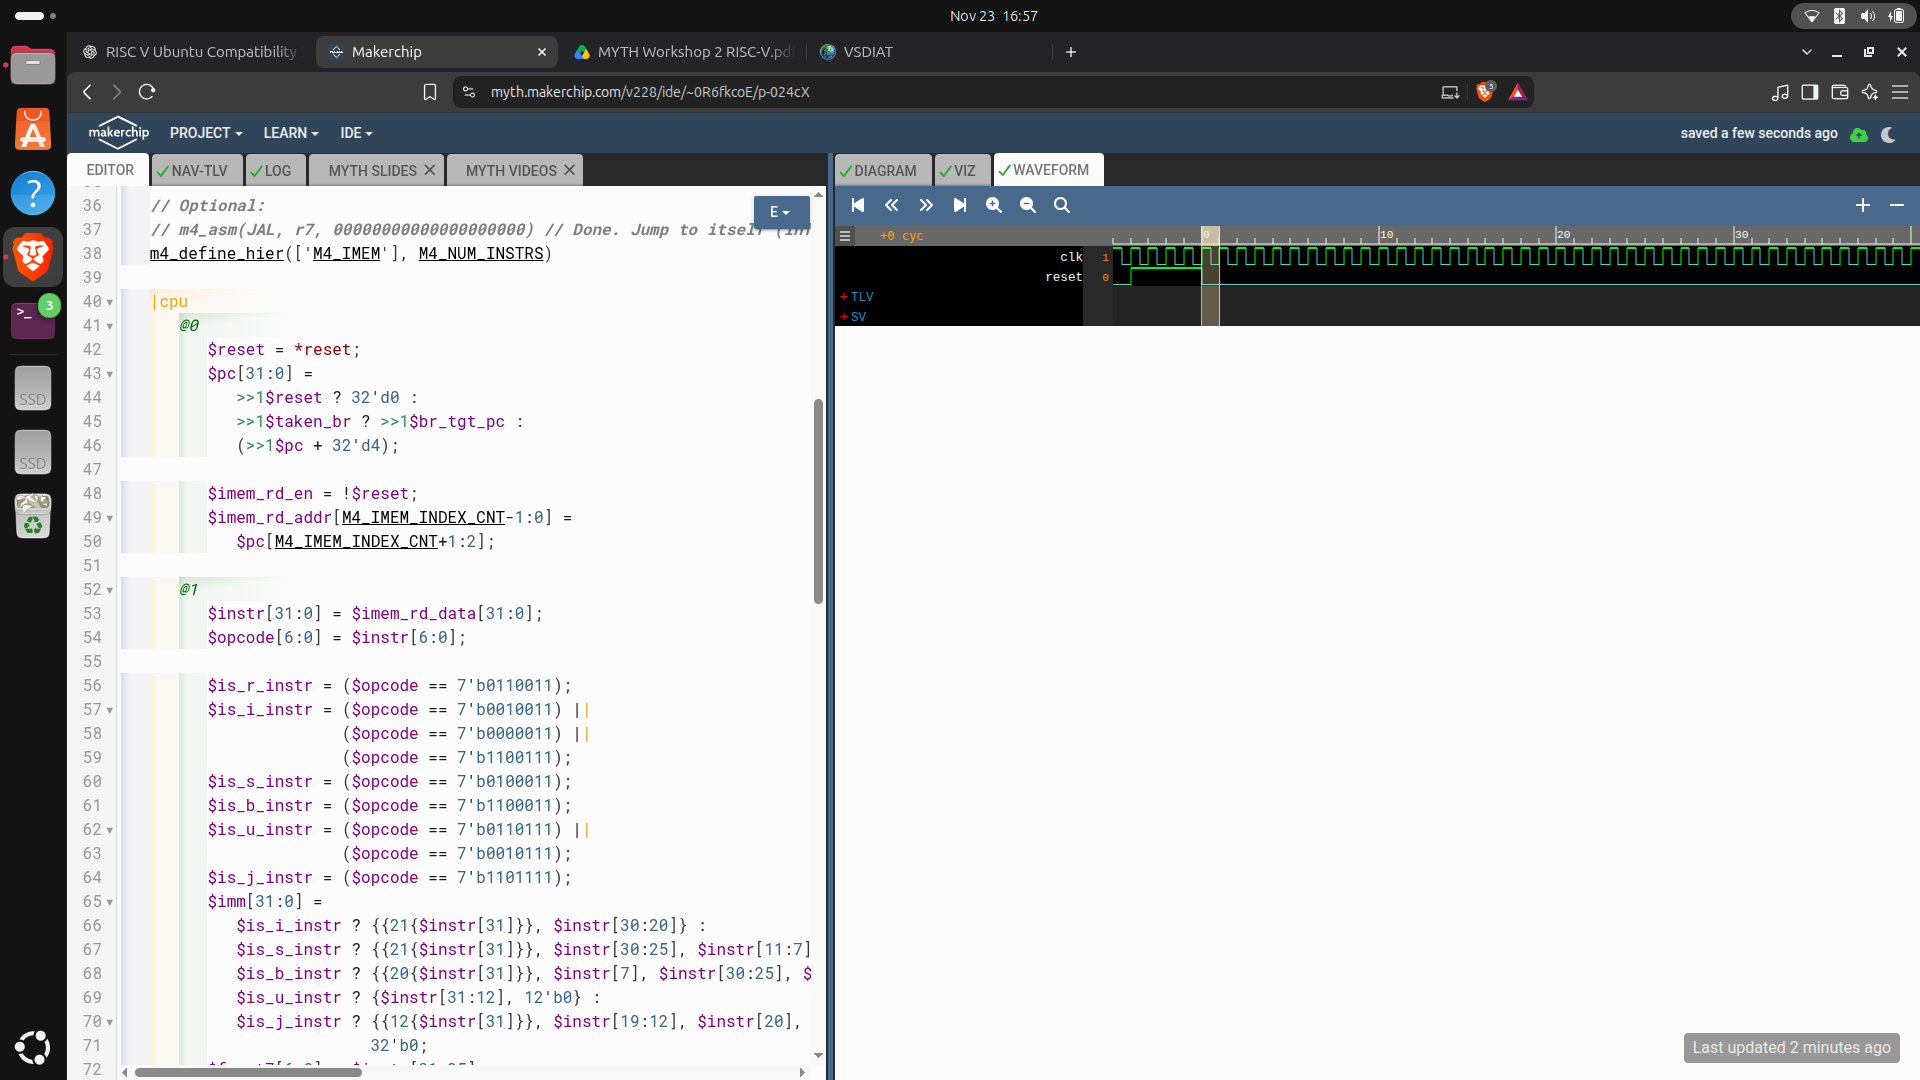 Nov 23 16:57
RISC V Ubuntu Compatibility
Makerchip
MYTH Workshop 2 RISC-V.pd
VSDIAT
myth.makerchip.com/v228/ide/~0R6fkcoE/p-024cX
5
makerchip
PROJECT
LEARN
IDE
saved a few seconds ago
EDITOR
NAV-TLV
LOG
MYTH SLIDES
MYTH VIDEOS
DIAGRAM
VIZ
WAVEFORM
E
36 // Optional:
37 // m4_asm(JAL, r7, 00000000000000000000) // Done. Jump to itself (inf
38 m4_define_hier(['M4_IMEM'], M4_NUM_INSTRS)
39
40 |cpu
41 @0
42 $reset = *reset;
43 $pc[31:0] =
44 >>1$reset ? 32'd0 :
45 >>1$taken_br ? >>1$br_tgt_pc :
46 (>>1$pc + 32'd4);
47
48 $imem_rd_en = !$reset;
49 $imem_rd_addr[M4_IMEM_INDEX_CNT-1:0] =
50 $pc[M4_IMEM_INDEX_CNT+1:2];
51
52 @1
53 $instr[31:0] = $imem_rd_data[31:0];
54 $opcode[6:0] = $instr[6:0];
55
56 $is_r_instr = ($opcode == 7'b0110011);
57 $is_i_instr = ($opcode == 7'b0010011) ||
58 ($opcode == 7'b0000011) ||
59 ($opcode == 7'b1100111);
60 $is_s_instr = ($opcode == 7'b0100011);
61 $is_b_instr = ($opcode == 7'b1100011);
62 $is_u_instr = ($opcode == 7'b0110111) ||
63 ($opcode == 7'b0010111);
64 $is_j_instr = ($opcode == 7'b1101111);
65 $imm[31:0] =
66 $is_i_instr ? {{21{$instr[31]}}, $instr[30:20]} :
67 $is_s_instr ? {{21{$instr[31]}}, $instr[30:25], $instr[11:7]
68 $is_b_instr ? {{20{$instr[31]}}, $instr[7], $instr[30:25], $
69 $is_u_instr ? {$instr[31:12], 12'b0} :
70 $is_j_instr ? {{12{$instr[31]}}, $instr[19:12], $instr[20],
71 32'b0;
72
+0 cyc
0 10 20 30
clk 1
reset 0
+ TLV
+ SV
3
SSD
SSD
Last updated 2 minutes ago